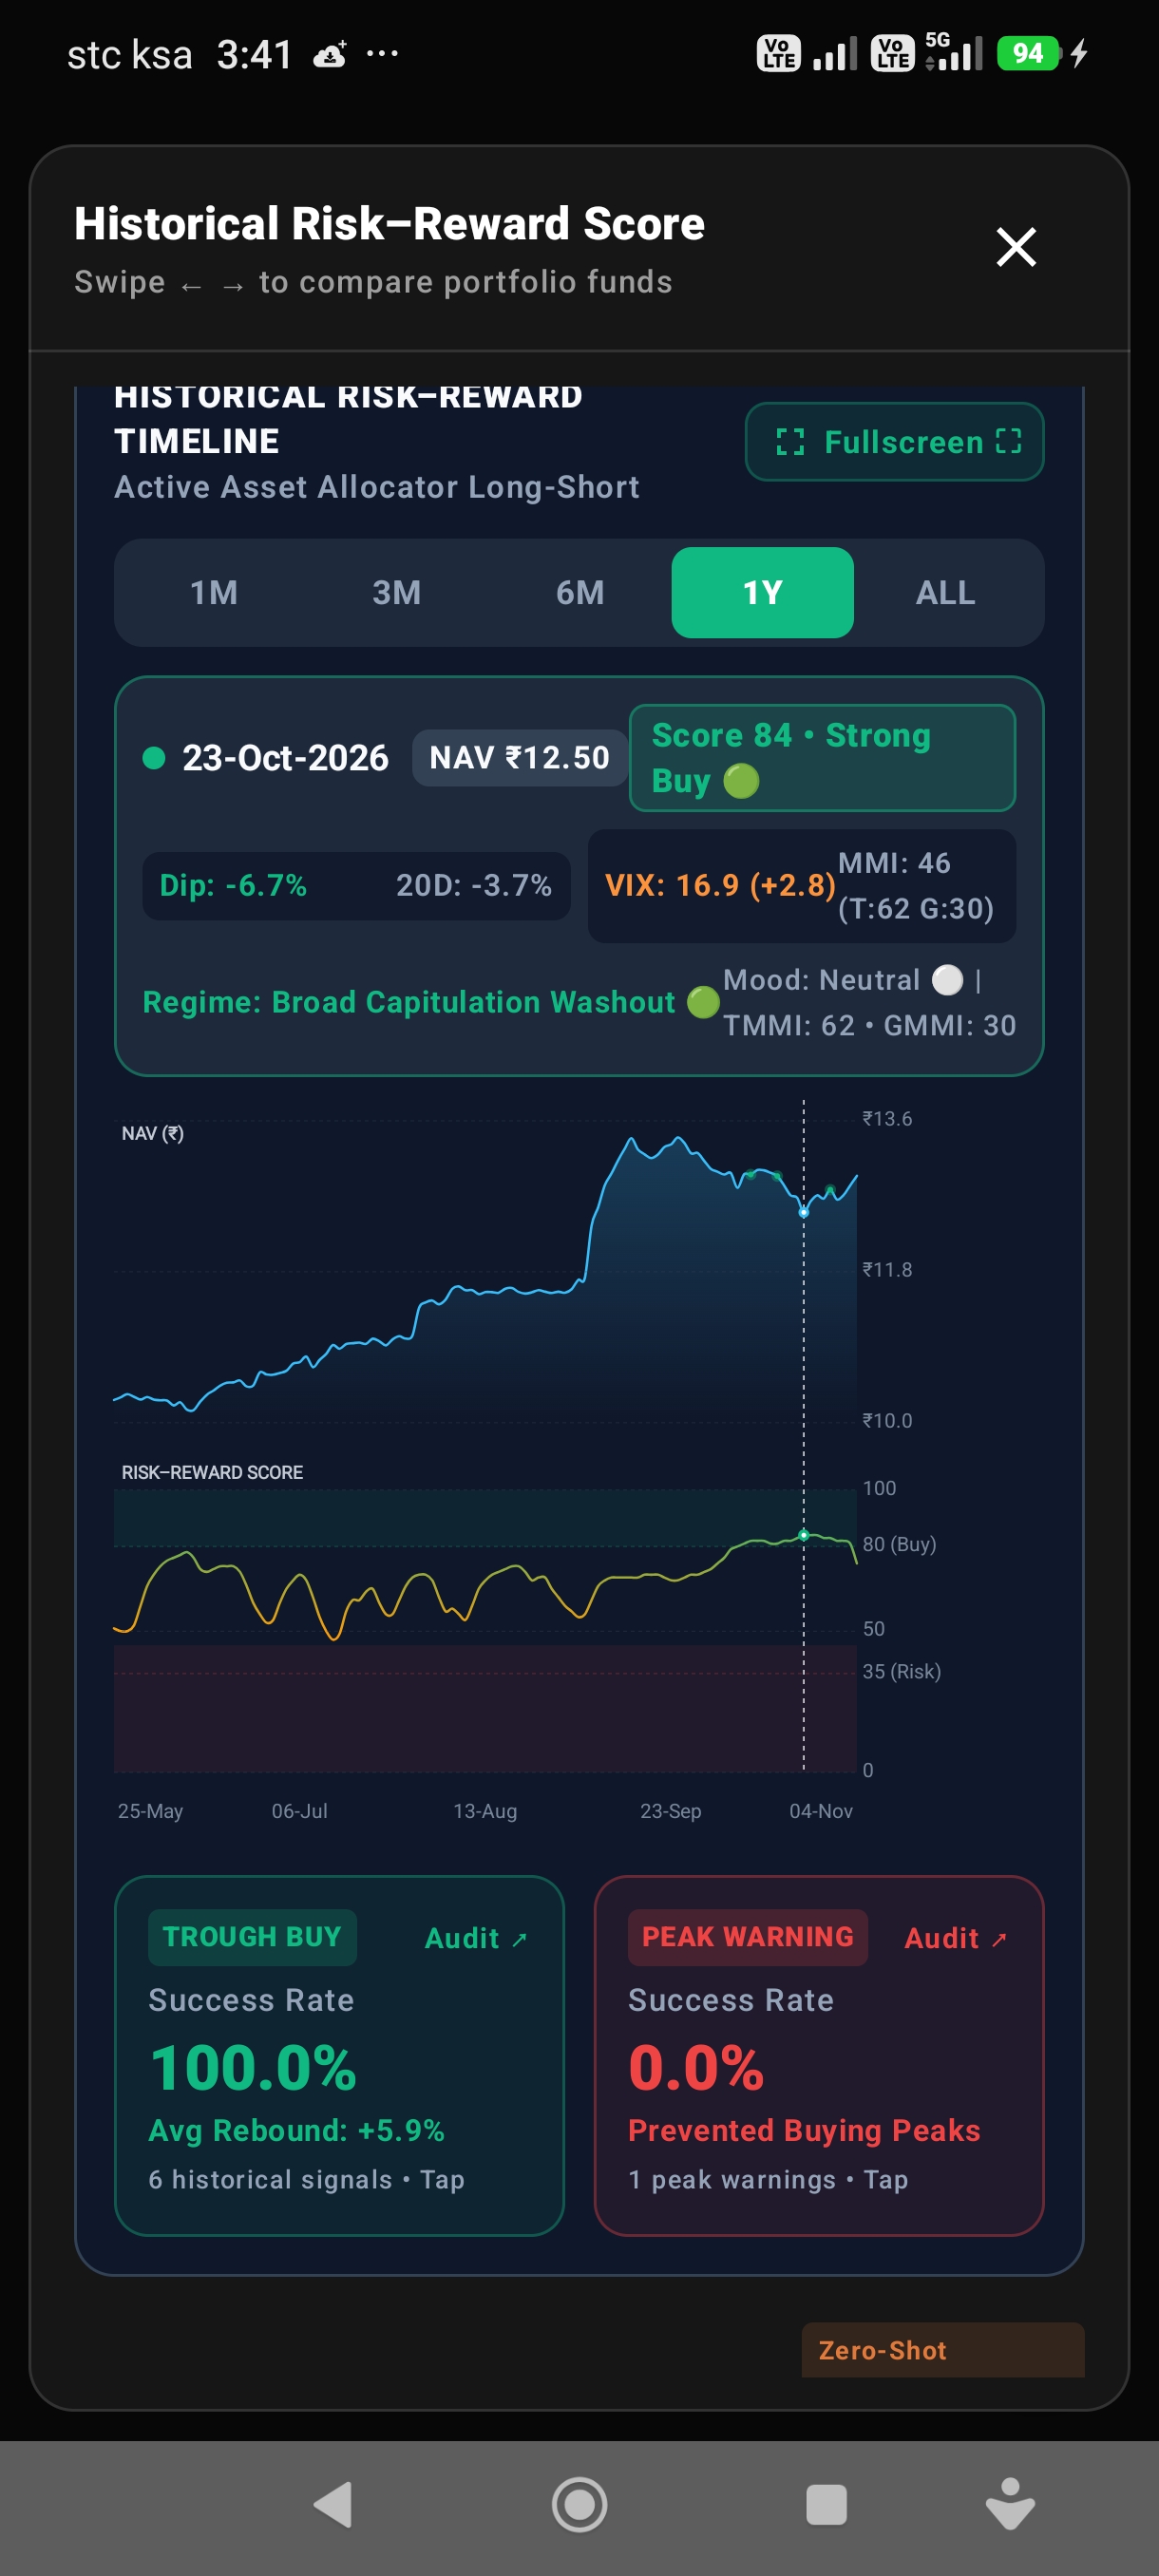 stc ksa 3:41 ...
Vo LTE Vo LTE 5G 94
Historical Risk–Reward Score
Swipe ← → to compare portfolio funds
HISTORICAL RISK–REWARD
TIMELINE
Fullscreen
Active Asset Allocator Long-Short
1M 3M 6M 1Y ALL
23-Oct-2026 NAV ₹12.50
Score 84 • Strong
Buy 🟢
Dip: -6.7% 20D: -3.7%
VIX: 16.9 (+2.8)
MMI: 46
(T:62 G:30)
Regime: Broad Capitulation Washout 🟢
Mood: Neutral ⚪ |
TMMI: 62 • GMMI: 30
NAV (₹)
₹13.6
₹11.8
₹10.0
RISK–REWARD SCORE
100
80 (Buy)
50
35 (Risk)
0
25-May 06-Jul 13-Aug 23-Sep 04-Nov
TROUGH BUY Audit ↗
Success Rate
100.0%
Avg Rebound: +5.9%
6 historical signals • Tap
PEAK WARNING Audit ↗
Success Rate
0.0%
Prevented Buying Peaks
1 peak warnings • Tap
Zero-Shot